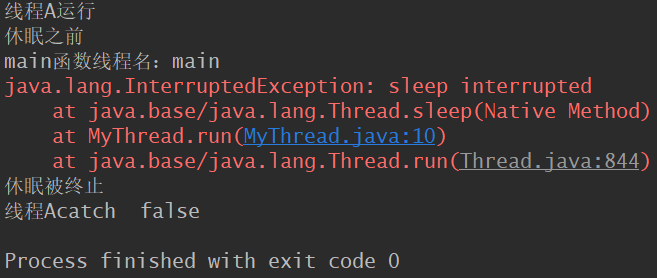 线程A运行
休眠之前
main函数线程名：main
java.lang.InterruptedException: sleep interrupted
    at java.base/java.lang.Thread.sleep(Native Method)
    at MyThread.run(MyThread.java:10)
    at java.base/java.lang.Thread.run(Thread.java:844)
休眠被终止
线程Acatch  false
Process finished with exit code 0